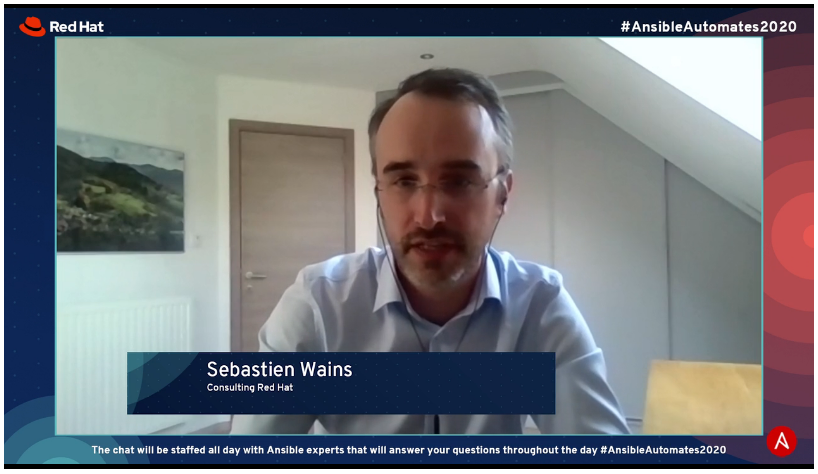 Red Hat
#AnsibleAutomates2020
Sebastien Wains
Consulting Red Hat
The chat will be staffed all day with Ansible experts that will answer your questions throughout the day #AnsibleAutomates2020
A